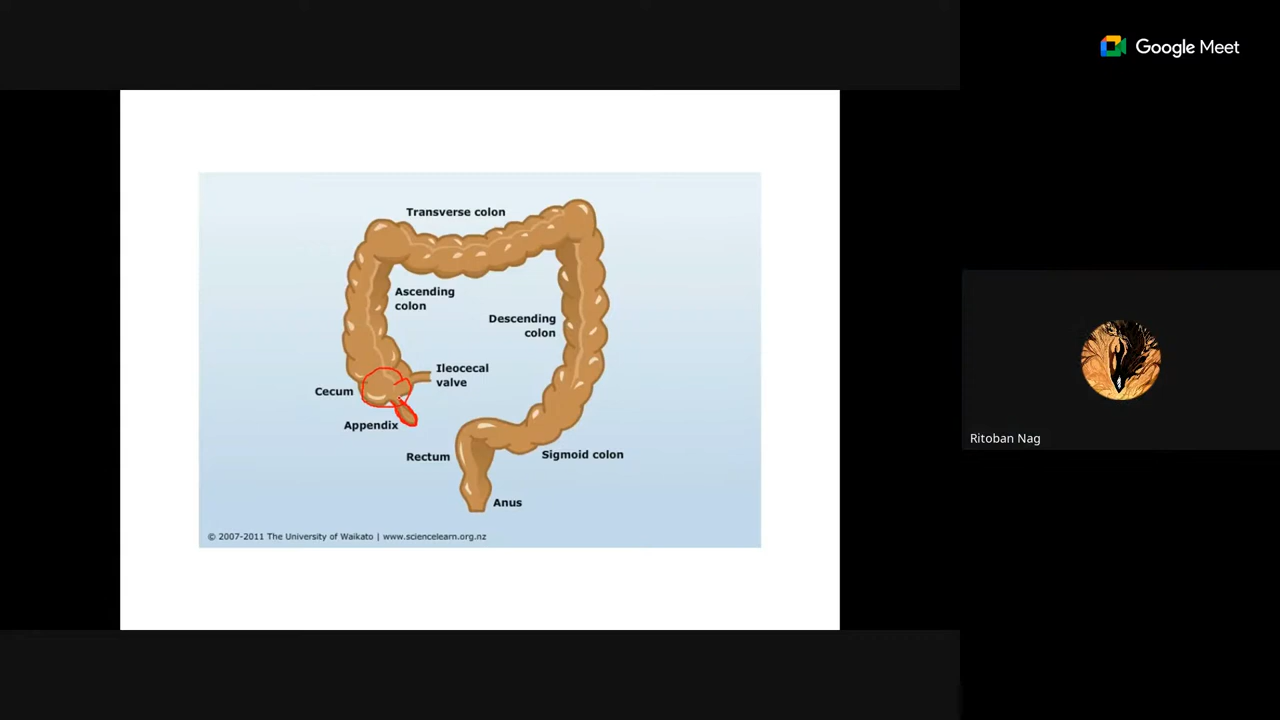 Google Meet
Transverse colon
Ascending
colon
Descending
colon
Ileocecal
valve
Cecum
Appendix
Rectum
Sigmoid colon
Anus
© 2007-2011 The University of Waikato | www.sciencelearn.org.nz
Ritoban Nag